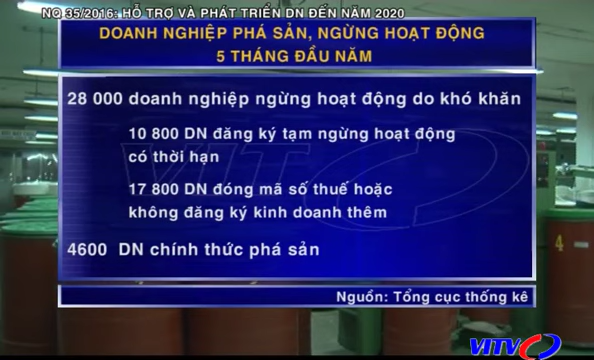 NQ 35/2016: HỖ TRỢ VÀ PHÁT TRIỂN DN ĐẾN NĂM 2020
DOANH NGHIỆP PHÁ SẢN, NGỪNG HOẠT ĐỘNG
5 THÁNG ĐẦU NĂM
28 000 doanh nghiệp ngừng hoạt động do khó khăn
10 800 DN đăng ký tạm ngừng hoạt động
có thời hạn
17 800 DN đóng mã số thuế hoặc
không đăng ký kinh doanh thêm
4600 DN chính thức phá sản
Nguồn: Tổng cục thống kê
VITV